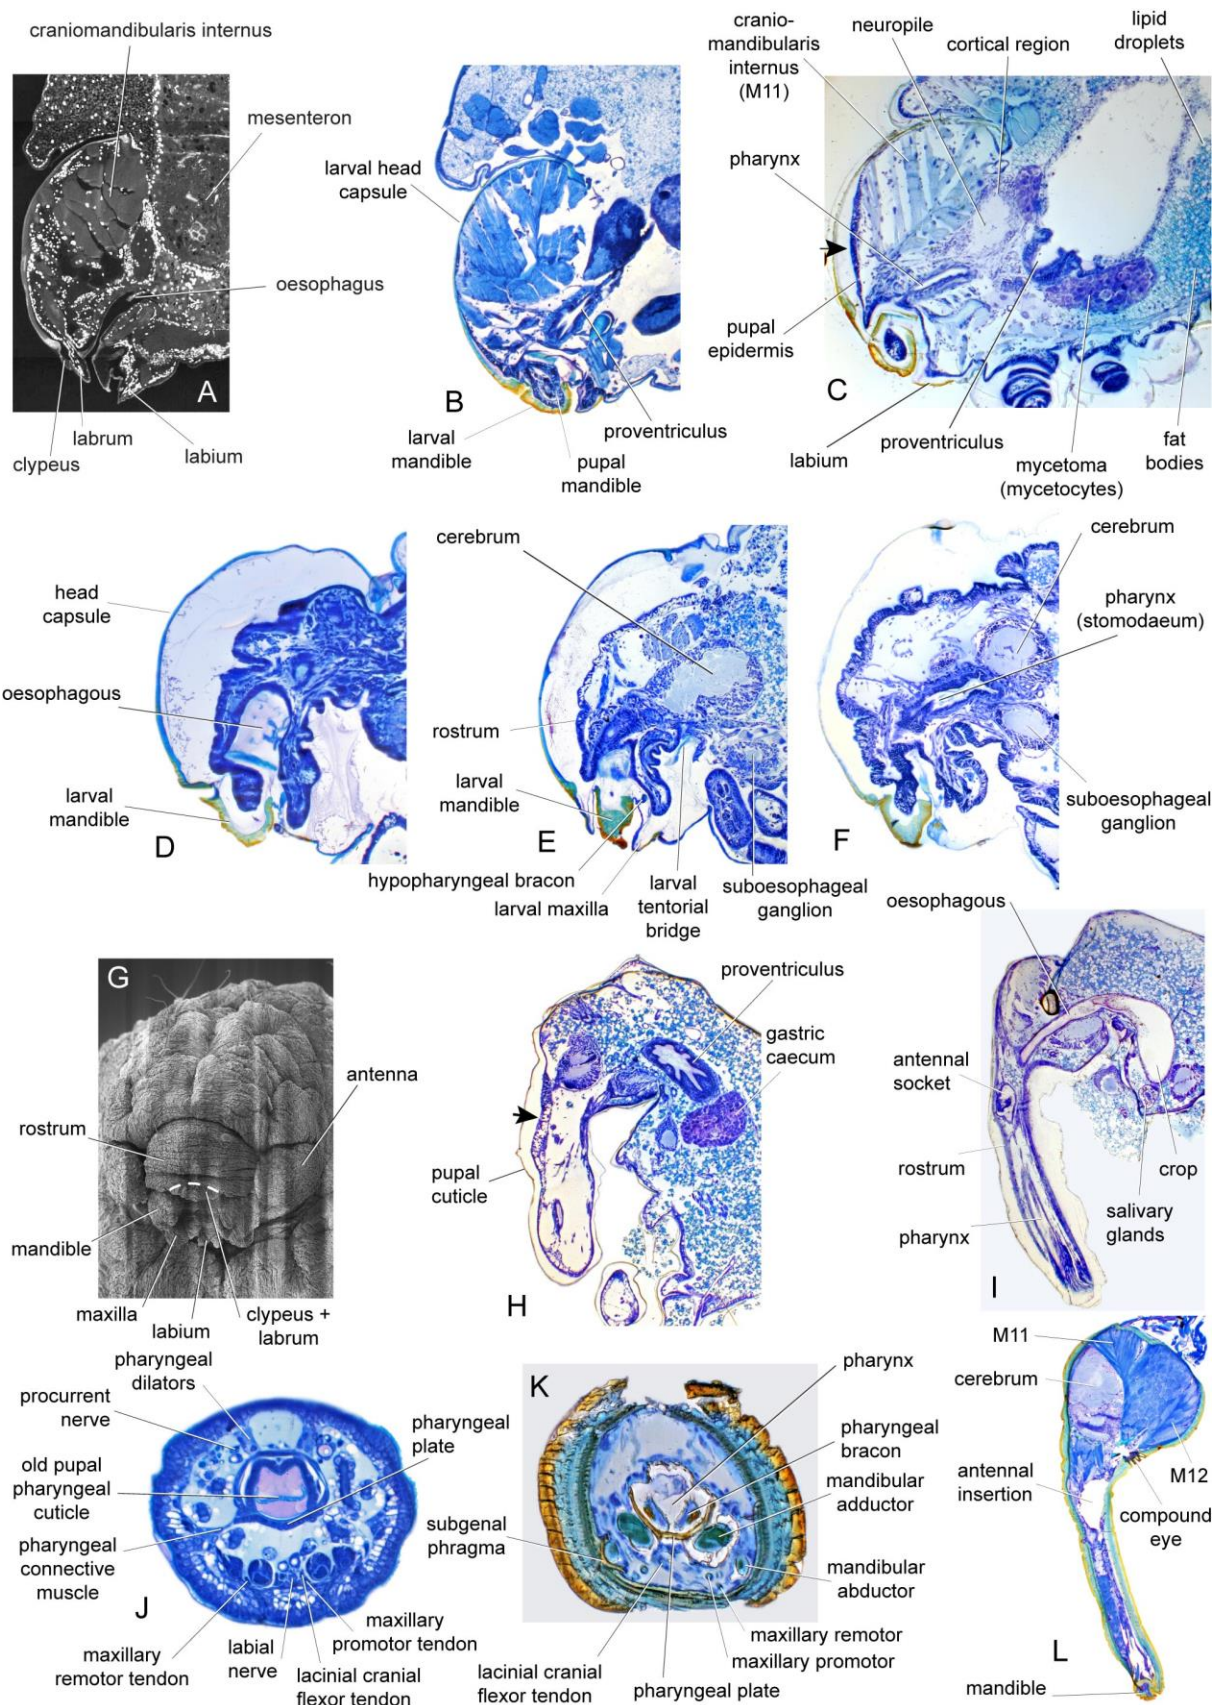 craniomandibularis internus
mesenteron
oesophagus
A
labrum
clypeus
labium
larval head
capsule
B
larval
mandible
proventriculus
pupal
mandible
cranio-
mandibularis
internus
(M11)
neuropile
cortical region
lipid
droplets
pharynx
pupal
epidermis
C
labium
proventriculus
mycetoma
(mycetocytes)
fat
bodies
head
capsule
oesophagous
larval
mandible
D
cerebrum
rostrum
larval
mandible
E
hypopharyngeal bracon
larval maxilla
larval
tentorial
bridge
suboesophageal
ganglion
cerebrum
pharynx
(stomodaeum)
F
suboesophageal
ganglion
G
antenna
rostrum
mandible
maxilla
labium
clypeus +
labrum
proventriculus
gastric
caecum
pupal
cuticle
H
oesophagous
antennal
socket
rostrum
pharynx
crop
salivary
glands
I
pharyngeal
dilators
procurrent
nerve
pharyngeal
plate
old pupal
pharyngeal
cuticle
pharyngeal
connective
muscle
J
maxillary
remotor tendon
labial
nerve
maxillary
promotor tendon
lacinial cranial
flexor tendon
K
pharynx
pharyngeal
bracon
mandibular
adductor
subgenal
phragma
mandibular
abductor
maxillary remotor
maxillary promotor
lacinial cranial
flexor tendon
pharyngeal plate
M11
cerebrum
M12
antennal
insertion
compound
eye
L
mandible